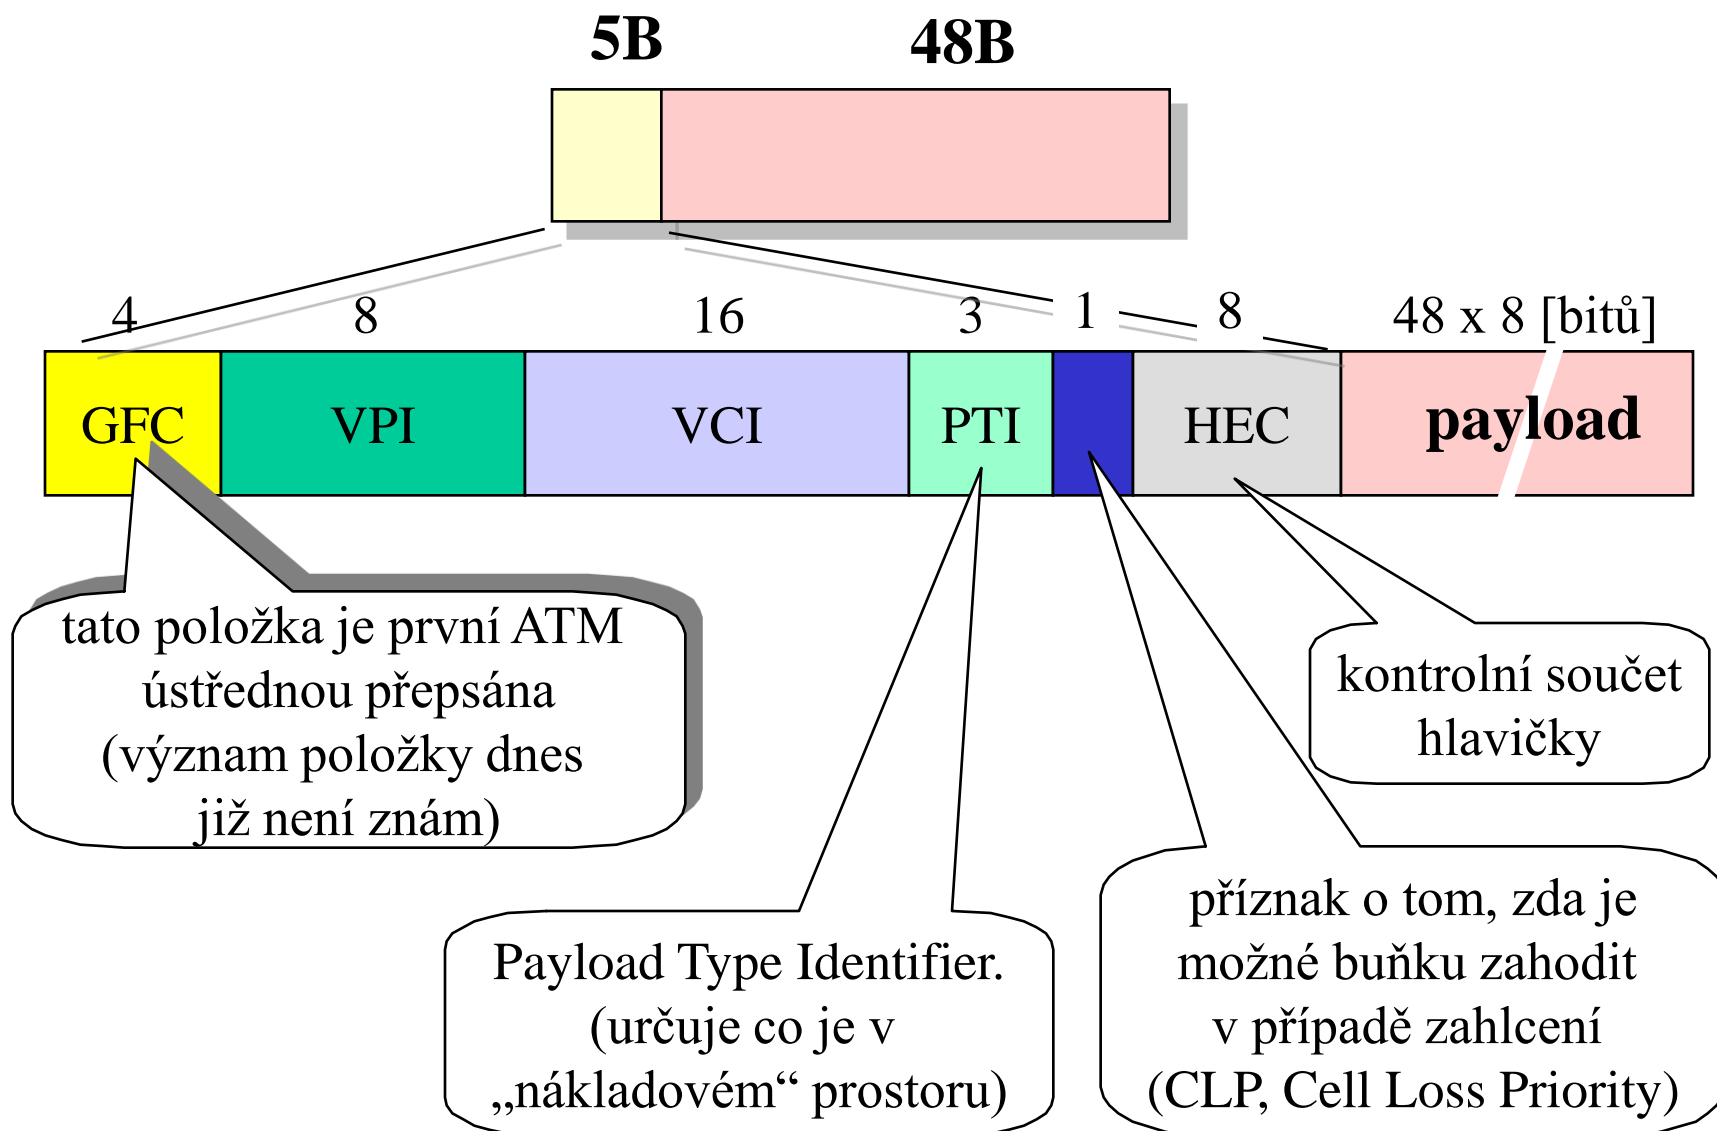 5B 48B
4 8 16 3 1 8 48 x 8 [bitů]
GFC VPI VCI PTI HEC payload
tato položka je první ATM
ústřednou přepsána
(význam položky dnes
již není znám)
kontrolní součet
hlavičky
Payload Type Identifier.
(určuje co je v
„nákladovém“ prostoru)
příznak o tom, zda je
možné buňku zahodit
v případě zahlcení
(CLP, Cell Loss Priority)